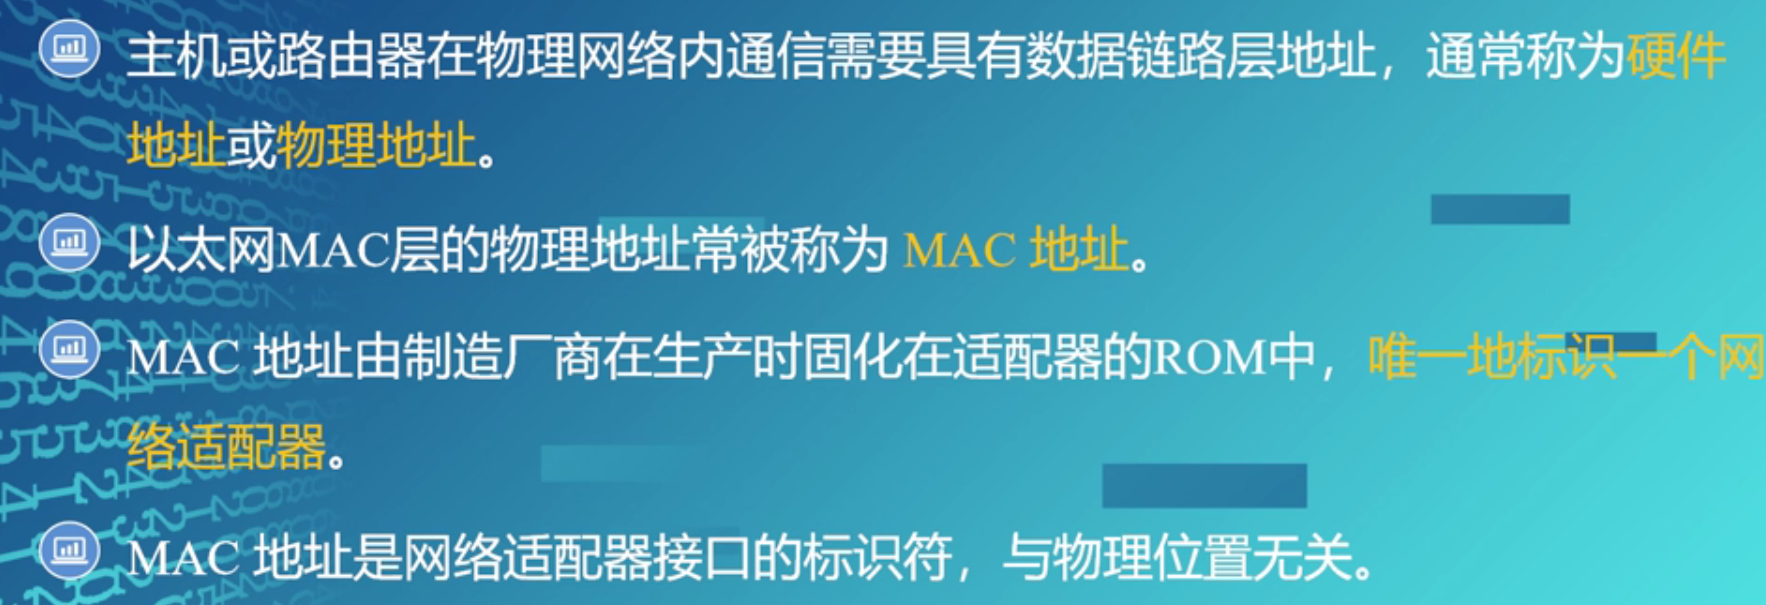 主机或路由器在物理网络内通信需要具有数据链路层地址，通常称为硬件
地址或物理地址。
以太网MAC层的物理地址常被称为 MAC 地址。
MAC 地址由制造厂商在生产时固化在适配器的ROM中，唯一地标识一个网
络适配器。
MAC 地址是网络适配器接口的标识符，与物理位置无关。